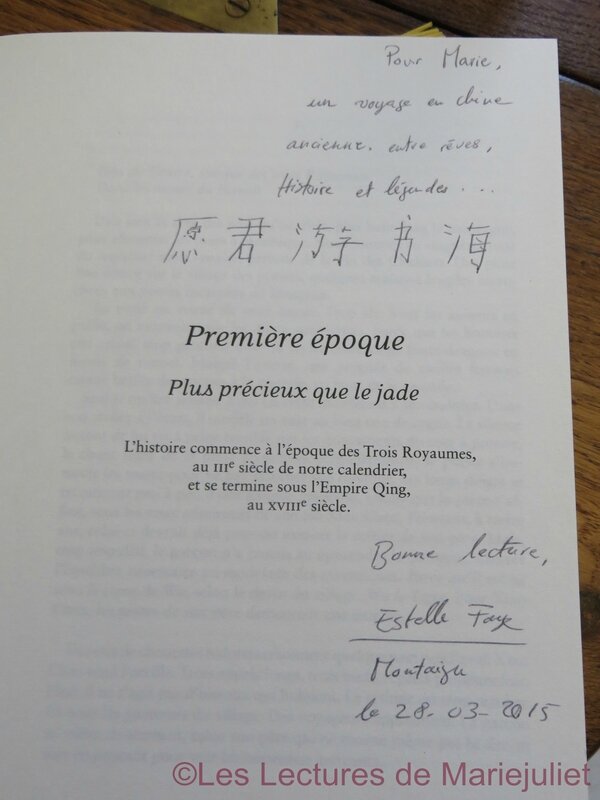 Pour Marie,
un voyage en chine
ancienne. entre rêves,
Histoire et légendes...
愿君游书海
Première époque
Plus précieux que le jade
L'histoire commence à l'époque des Trois Royaumes,
au IIIe siècle de notre calendrier,
et se termine sous l'Empire Qing,
au XVIIIe siècle.
Bonne lecture,
Estelle Faye
Montaigu
le 28-03-2015
©Les Lectures de Mariejuliet